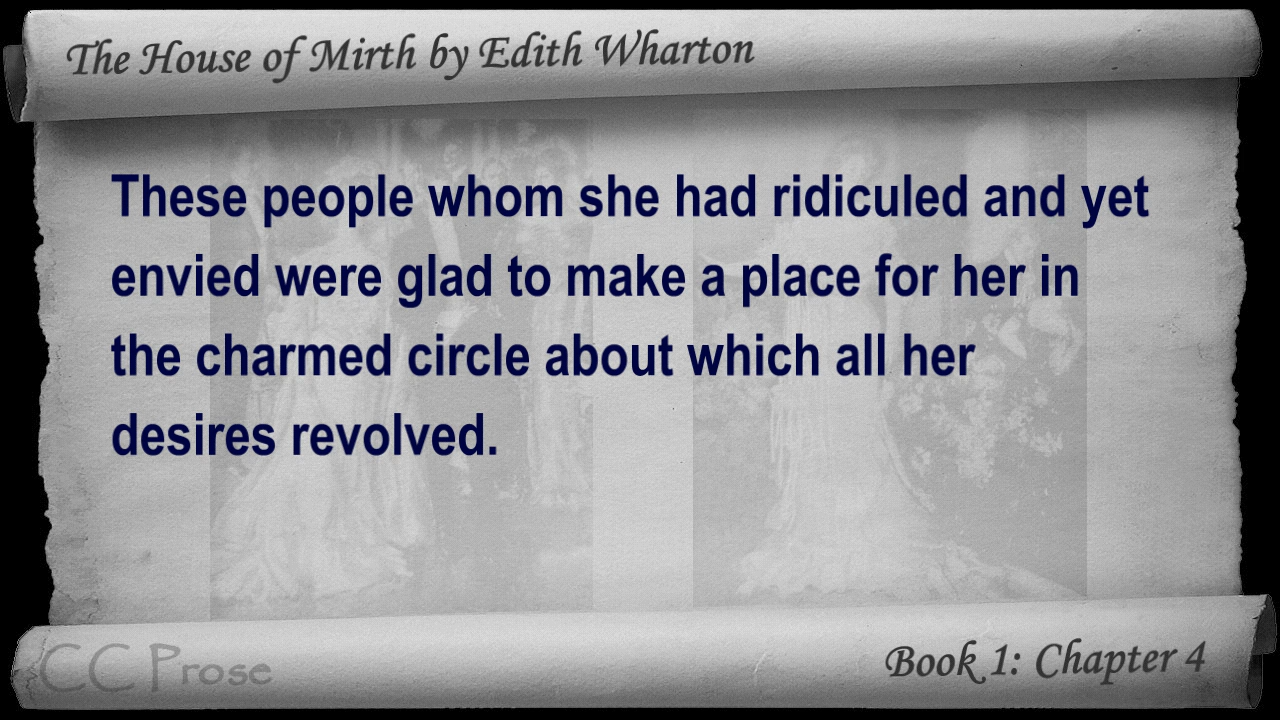 The House of Mirth by Edith Wharton
These people whom she had ridiculed and yet
envied were glad to make a place for her in
the charmed circle about which all her
desires revolved.
CC Prose
Book 1: Chapter 4